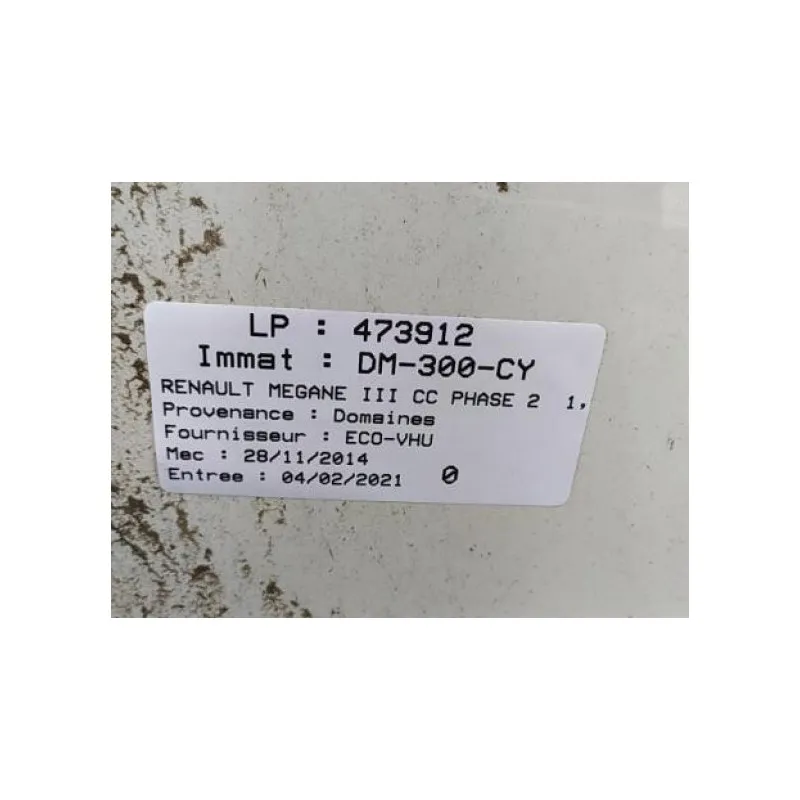 LP : 473912
Immat : DM-300-CY
RENAULT MEGANE III CC PHASE 2 1,
Provenance : Domaines
Fournisseur : ECO-VHU
Mec : 28/11/2014
Entree : 04/02/2021 0